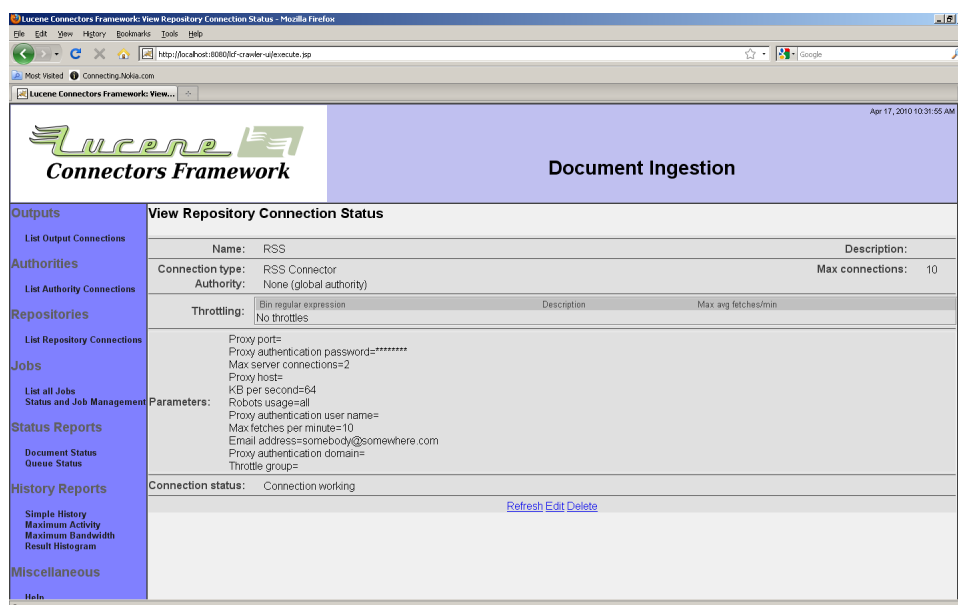 Lucene Connectors Framework: View Repository Connection Status - Mozilla Firefox
File Edit View History Bookmarks Tools Help
http://localhost:8080/lcf-crawler-ui/execute.jsp
Google
Most Visited Connecting.Nokia.com
Lucene Connectors Framework: View...
Apr 17, 2010 10:31:55 AM
Lucene
Connectors Framework
Document Ingestion
Outputs
List Output Connections
Authorities
List Authority Connections
Repositories
List Repository Connections
Jobs
List all Jobs
Status and Job Management
Status Reports
Document Status
Queue Status
History Reports
Simple History
Maximum Activity
Maximum Bandwidth
Result Histogram
Miscellaneous
Help
View Repository Connection Status
Name: RSS Description:
Connection type: RSS Connector Max connections: 10
Authority: None (global authority)
Throttling:
Bin regular expression Description Max avg fetches/min
No throttles
Parameters:
Proxy port=
Proxy authentication password=********
Max server connections=2
Proxy host=
KB per second=64
Robots usage=all
Proxy authentication user name=
Max fetches per minute=10
Email address=somebody@somewhere.com
Proxy authentication domain=
Throttle group=
Connection status: Connection working
Refresh Edit Delete